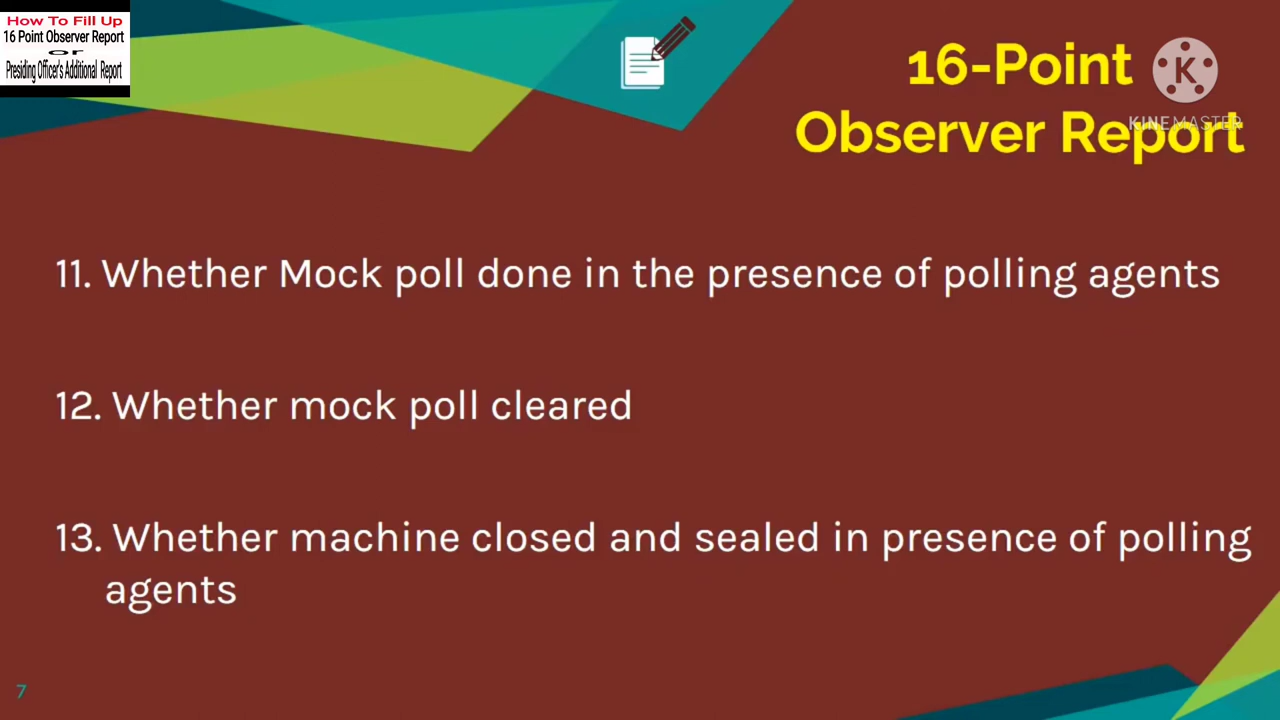 How To Fill Up
16 Point Observer Report
or
Presiding Officer's Additional Report
16-Point
Observer Report
KINEMASTER
11. Whether Mock poll done in the presence of polling agents
12. Whether mock poll cleared
13. Whether machine closed and sealed in presence of polling
agents
7